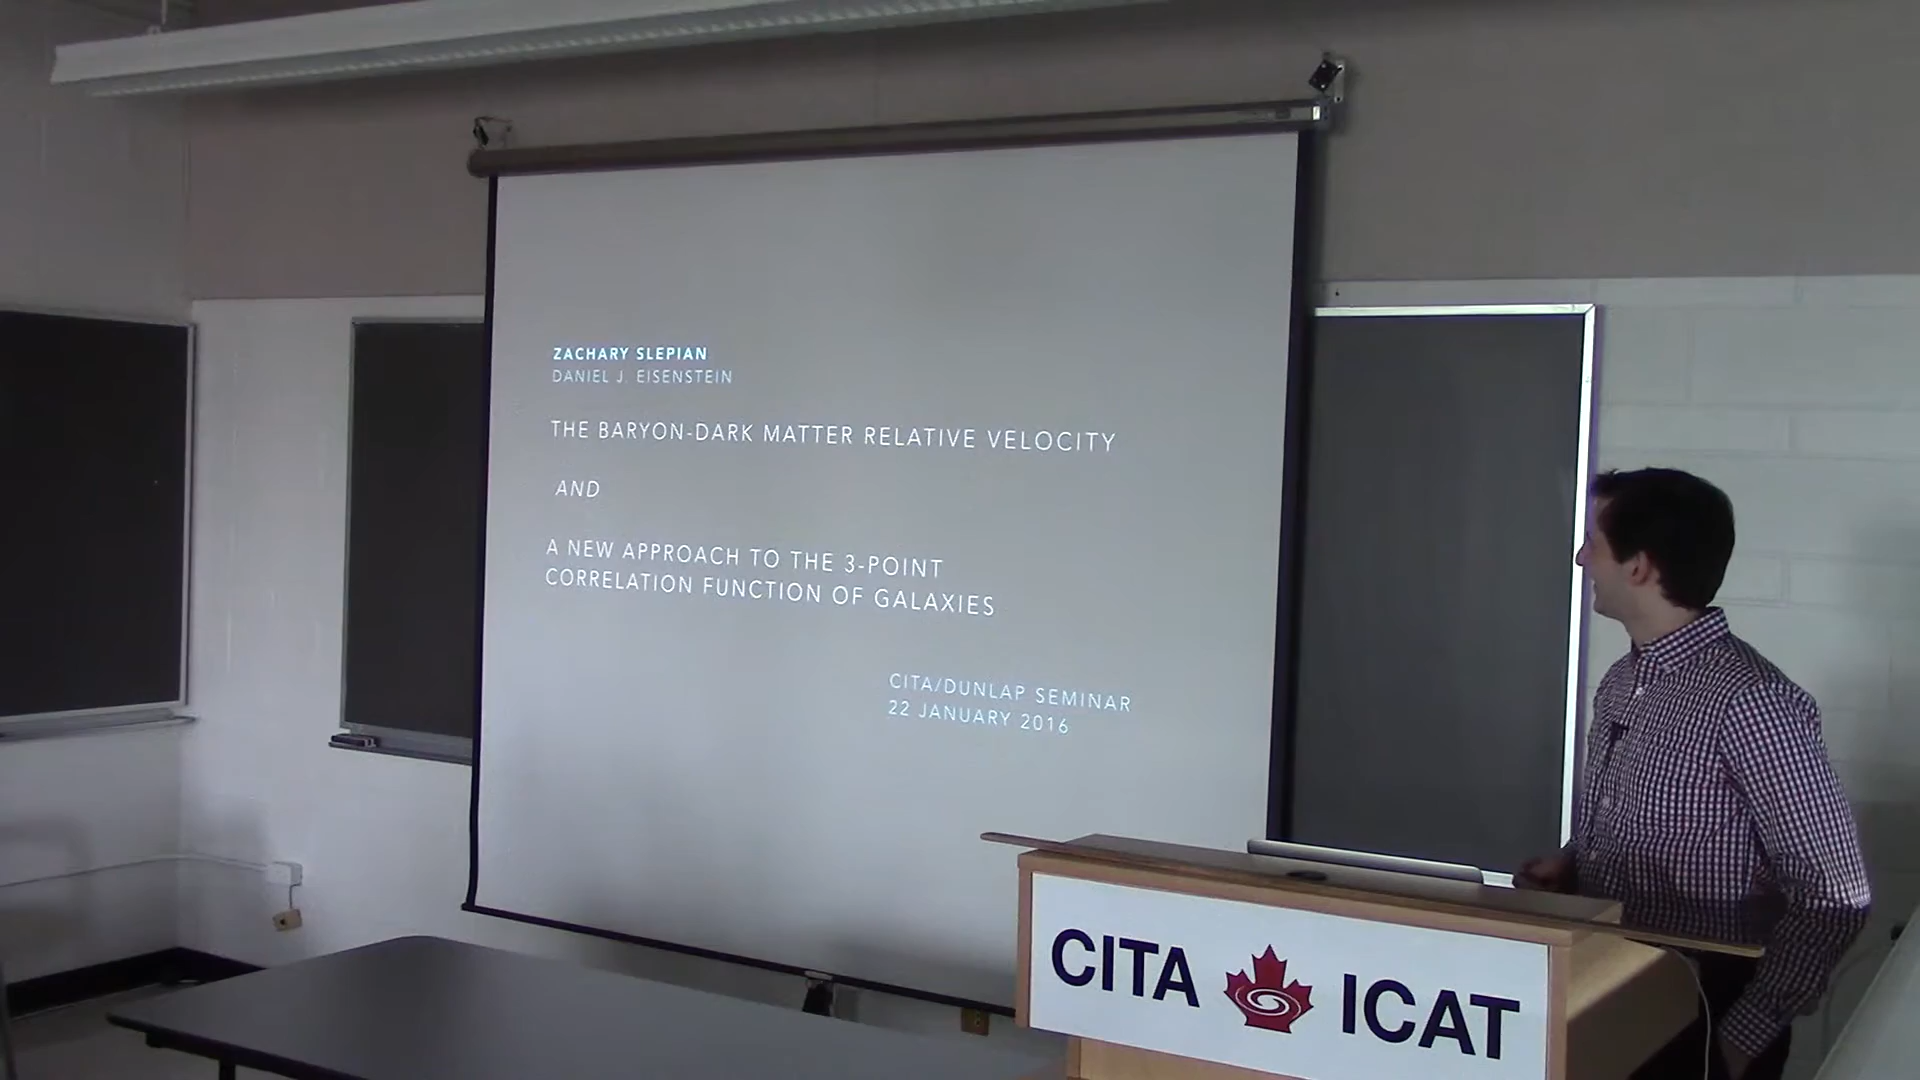 ZACHARY SLEPIAN
DANIEL J. EISENSTEIN
THE BARYON-DARK MATTER RELATIVE VELOCITY
AND
A NEW APPROACH TO THE 3-POINT
CORRELATION FUNCTION OF GALAXIES
CITA/DUNLAP SEMINAR
22 JANUARY 2016
CITA ICAT